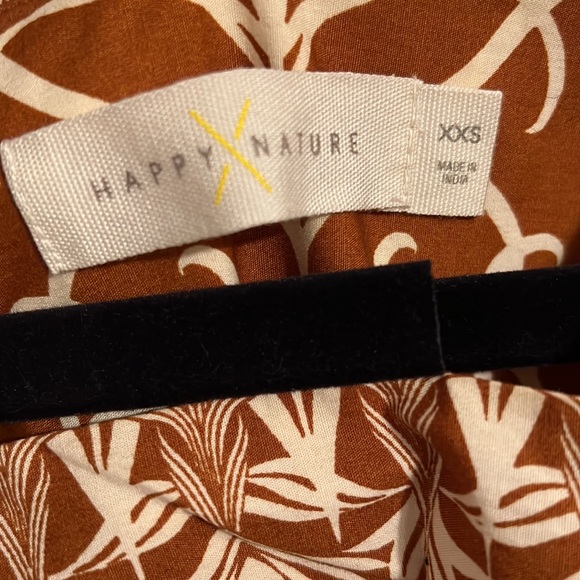 HAPPY X NATURE
XXS
MADE IN
INDIA